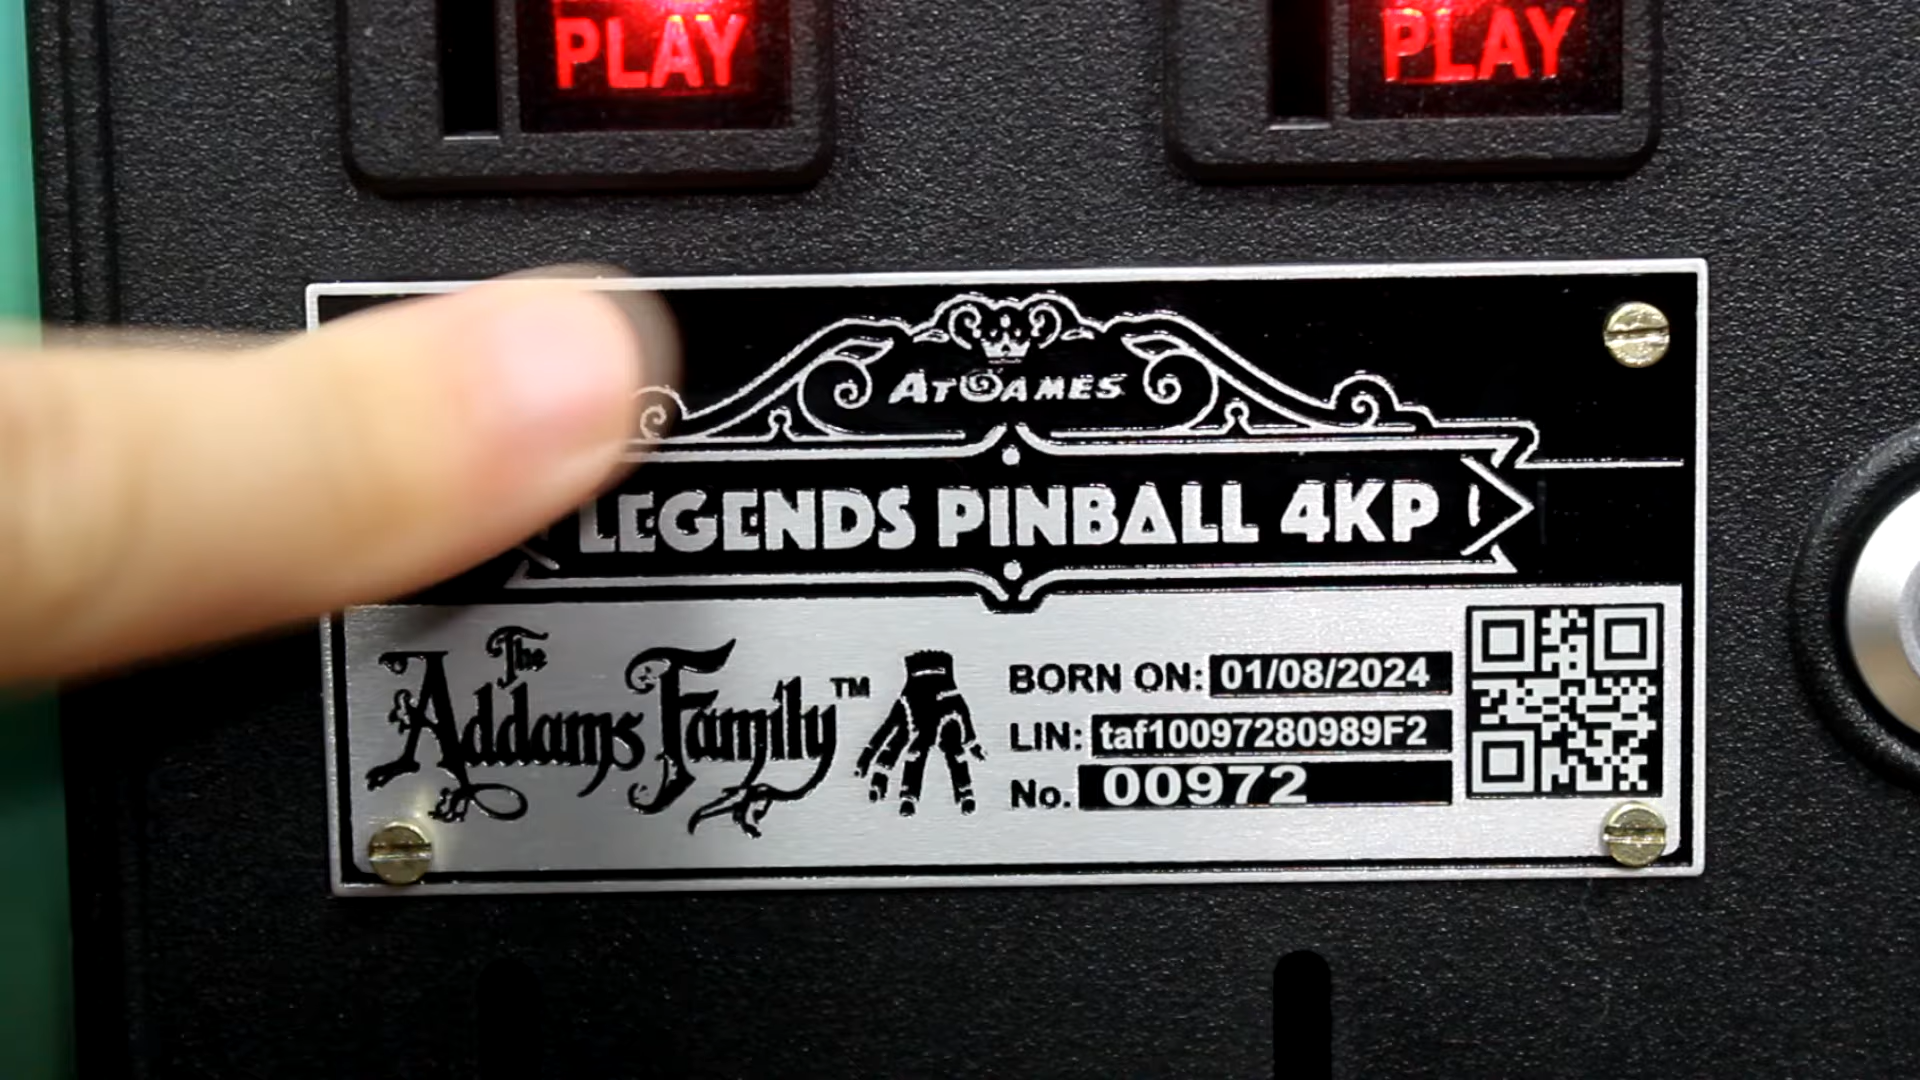 PLAY
PLAY
ATGAMES
LEGENDS PINBALL 4KP
The
Addams Family™
BORN ON: 01/08/2024
LIN: taf10097280989F2
No. 00972